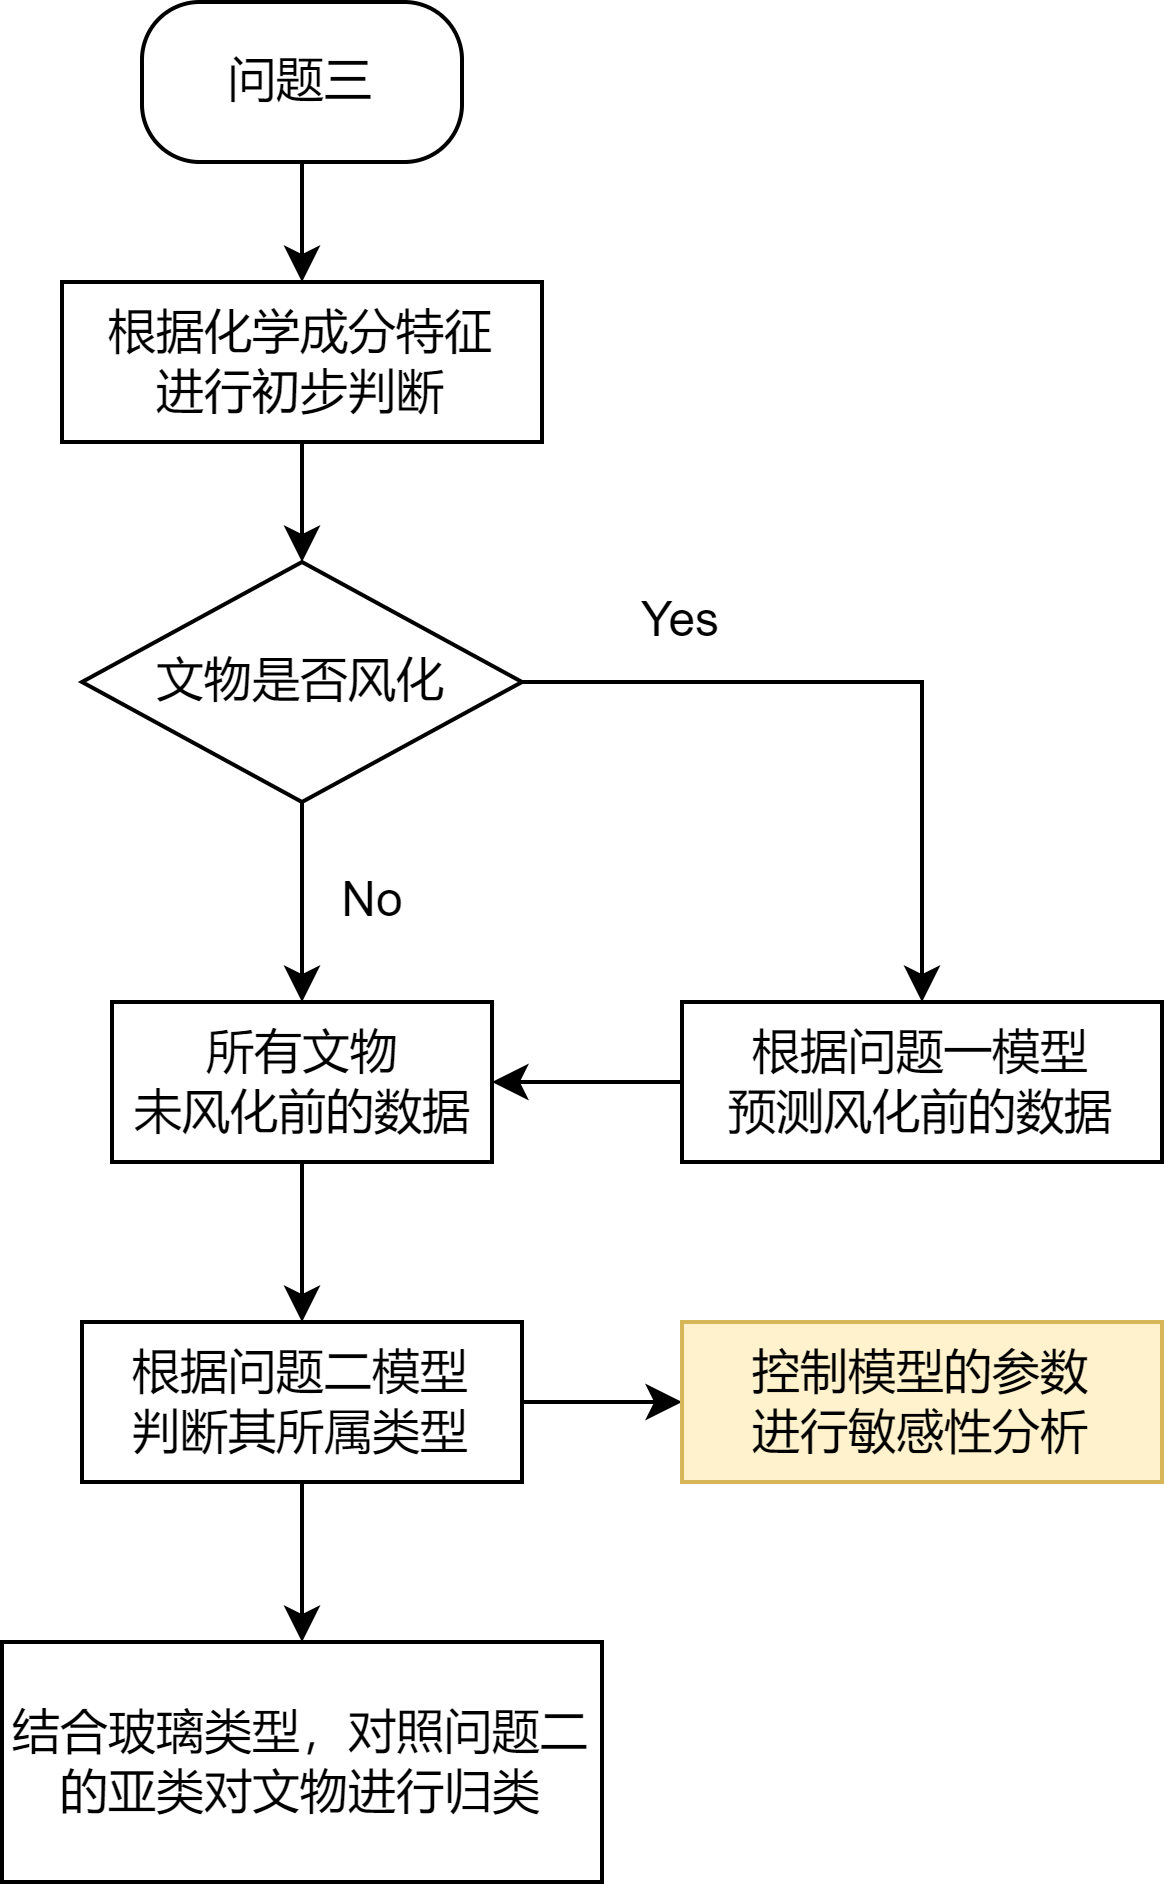 问题三
根据化学成分特征
进行初步判断
文物是否风化
Yes
No
所有文物
未风化前的数据
根据问题一模型
预测风化前的数据
根据问题二模型
判断其所属类型
控制模型的参数
进行敏感性分析
结合玻璃类型，对照问题二
的亚类对文物进行归类